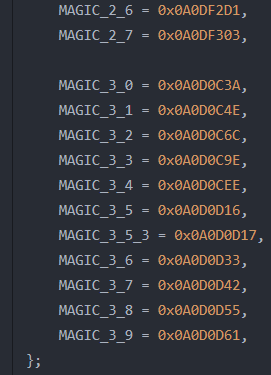 MAGIC_2_6 = 0x0A0DF2D1,
MAGIC_2_7 = 0x0A0DF303,
MAGIC_3_0 = 0x0A0D0C3A,
MAGIC_3_1 = 0x0A0D0C4E,
MAGIC_3_2 = 0x0A0D0C6C,
MAGIC_3_3 = 0x0A0D0C9E,
MAGIC_3_4 = 0x0A0D0CEE,
MAGIC_3_5 = 0x0A0D0D16,
MAGIC_3_5_3 = 0x0A0D0D17,
MAGIC_3_6 = 0x0A0D0D33,
MAGIC_3_7 = 0x0A0D0D42,
MAGIC_3_8 = 0x0A0D0D55,
MAGIC_3_9 = 0x0A0D0D61,
};